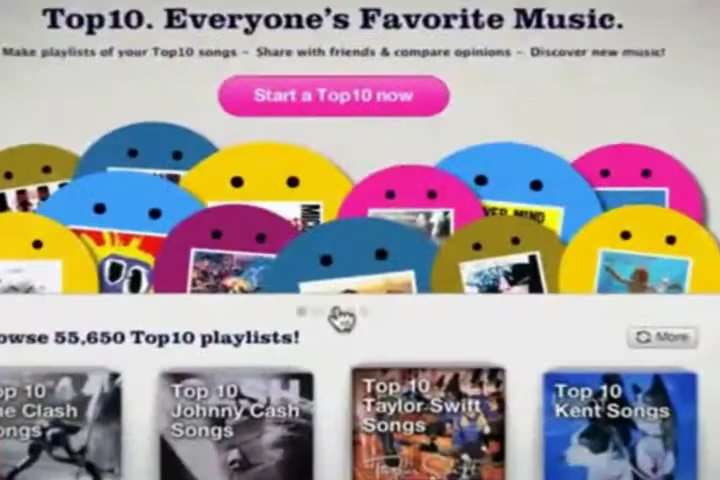 Top10. Everyone's Favorite Music.
Make playlists of your Top10 songs – Share with friends & compare opinions – Discover new music!
Start a Top10 now
owse 55,650 Top10 playlists!
More
op 10
e Clash
ongs
Top 10
Johnny Cash
Songs
Top 10
Taylor Swift
Songs
Top 10
Kent Songs